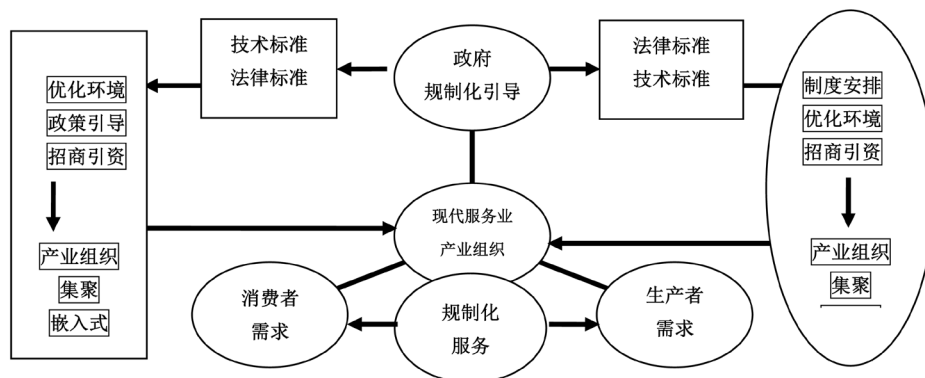 优化环境
政策引导
招商引资
产业组织
集聚
嵌入式
技术标准
法律标准
政府
规制化引导
法律标准
技术标准
制度安排
优化环境
招商引资
产业组织
集聚
现代服务业
产业组织
消费者
需求
规制化
服务
生产者
需求